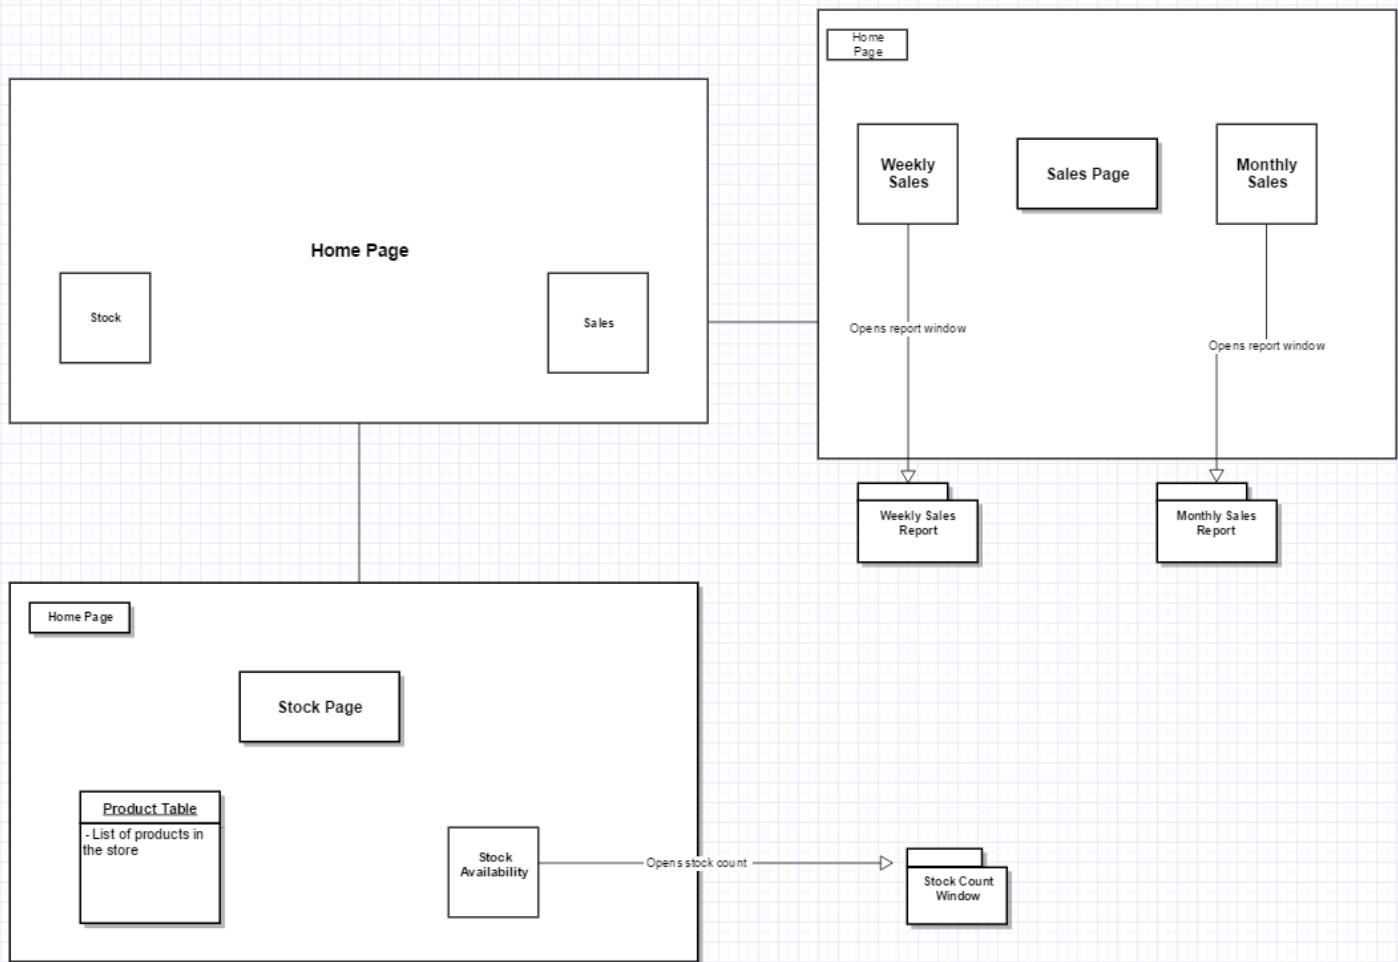 Home
Page
Weekly
Sales
Sales Page
Monthly
Sales
Home Page
Stock
Sales
Opens report window
Opens report window
Weekly Sales
Report
Monthly Sales
Report
Home Page
Stock Page
Product Table
- List of products in
the store
Stock
Availability
Opens stock count
Stock Count
Window